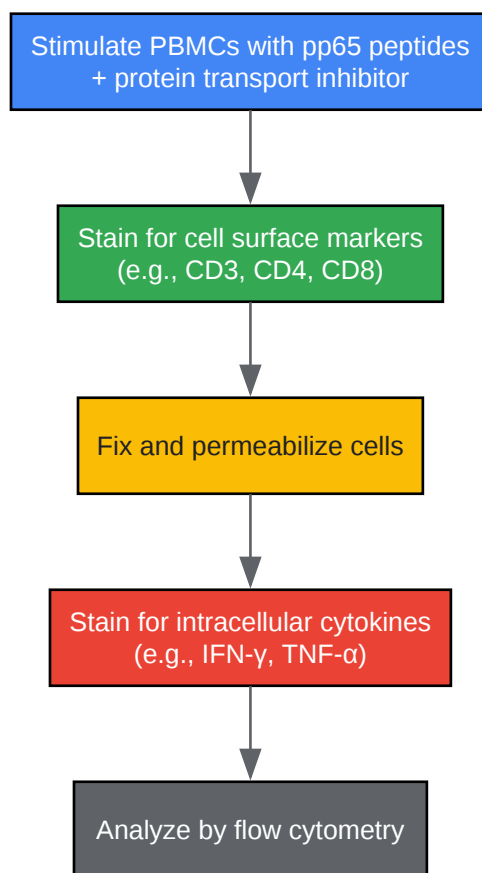 Stimulate PBMCs with pp65 peptides
+ protein transport inhibitor
Stain for cell surface markers
(e.g., CD3, CD4, CD8)
Fix and permeabilize cells
Stain for intracellular cytokines
(e.g., IFN-γ, TNF-α)
Analyze by flow cytometry